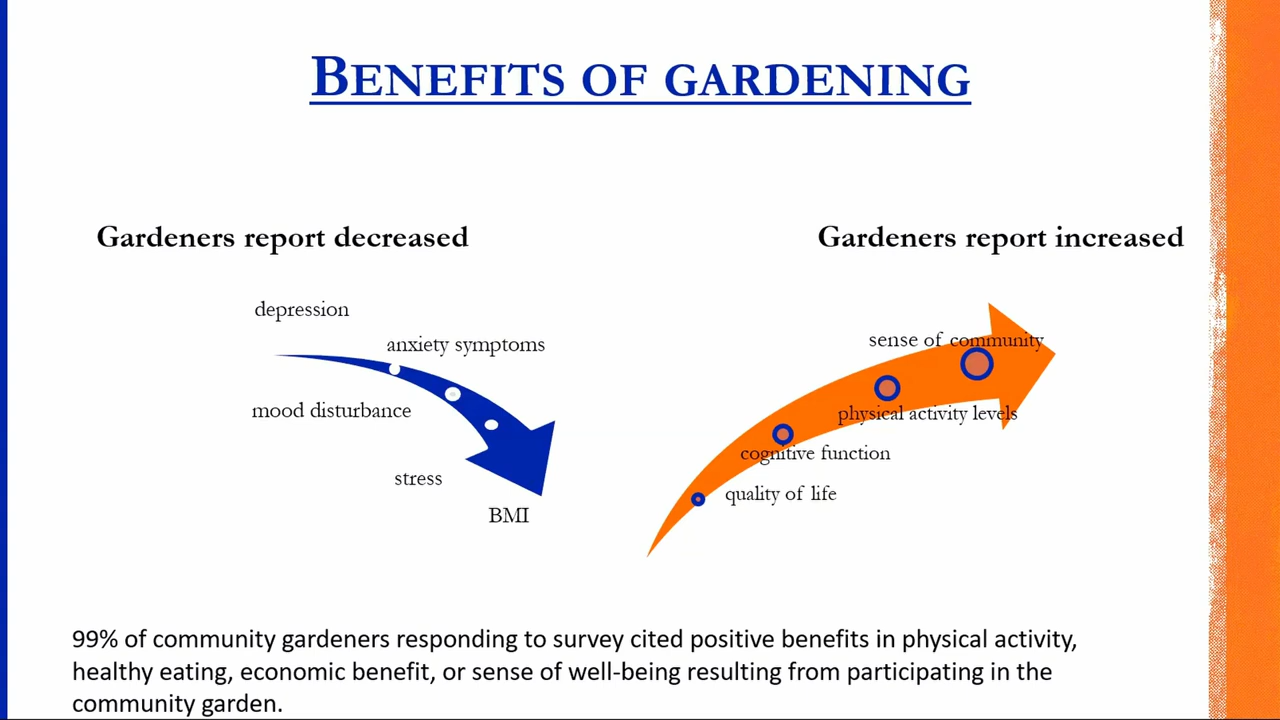 BENEFITS OF GARDENING
Gardeners report decreased
depression
anxiety symptoms
mood disturbance
stress
BMI
Gardeners report increased
sense of community
physical activity levels
cognitive function
quality of life
99% of community gardeners responding to survey cited positive benefits in physical activity,
healthy eating, economic benefit, or sense of well-being resulting from participating in the
community garden.